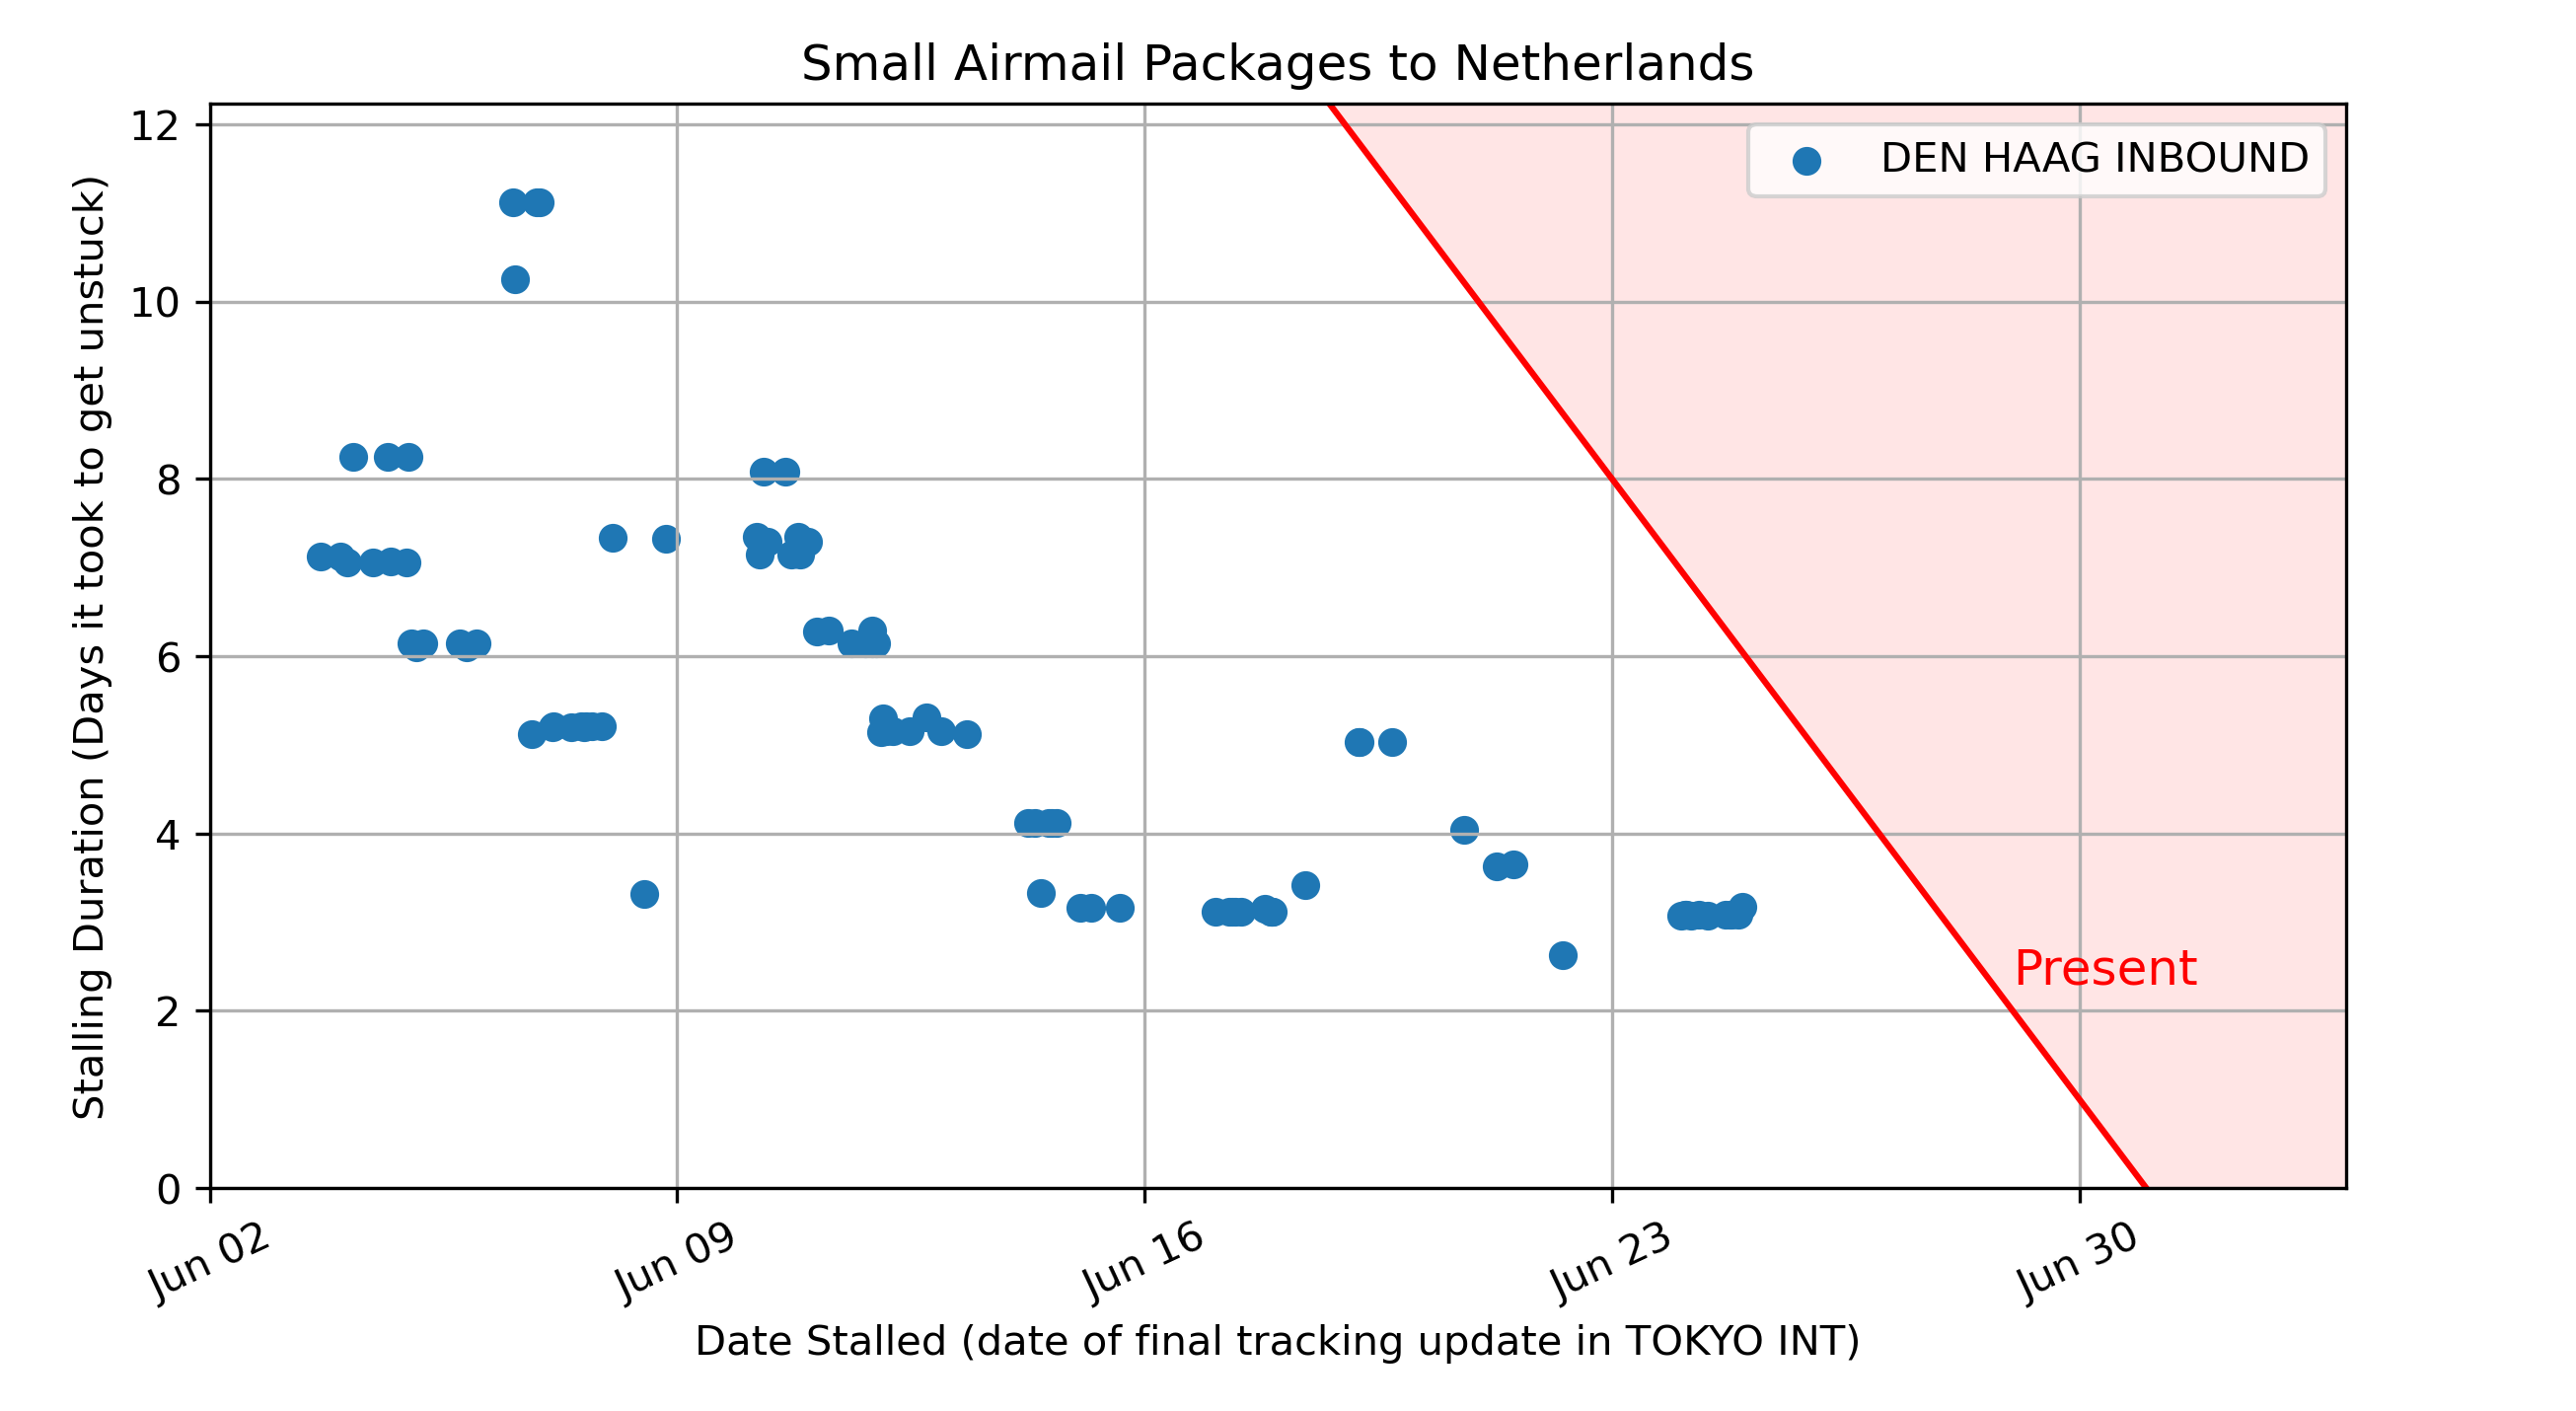 Small Airmail Packages to Netherlands
Stalling Duration (Days it took to get unstuck)
12
10
8
6
4
2
0
DEN HAAG INBOUND
Present
Jun 02
Jun 09
Jun 16
Jun 23
Jun 30
Date Stalled (date of final tracking update in TOKYO INT)